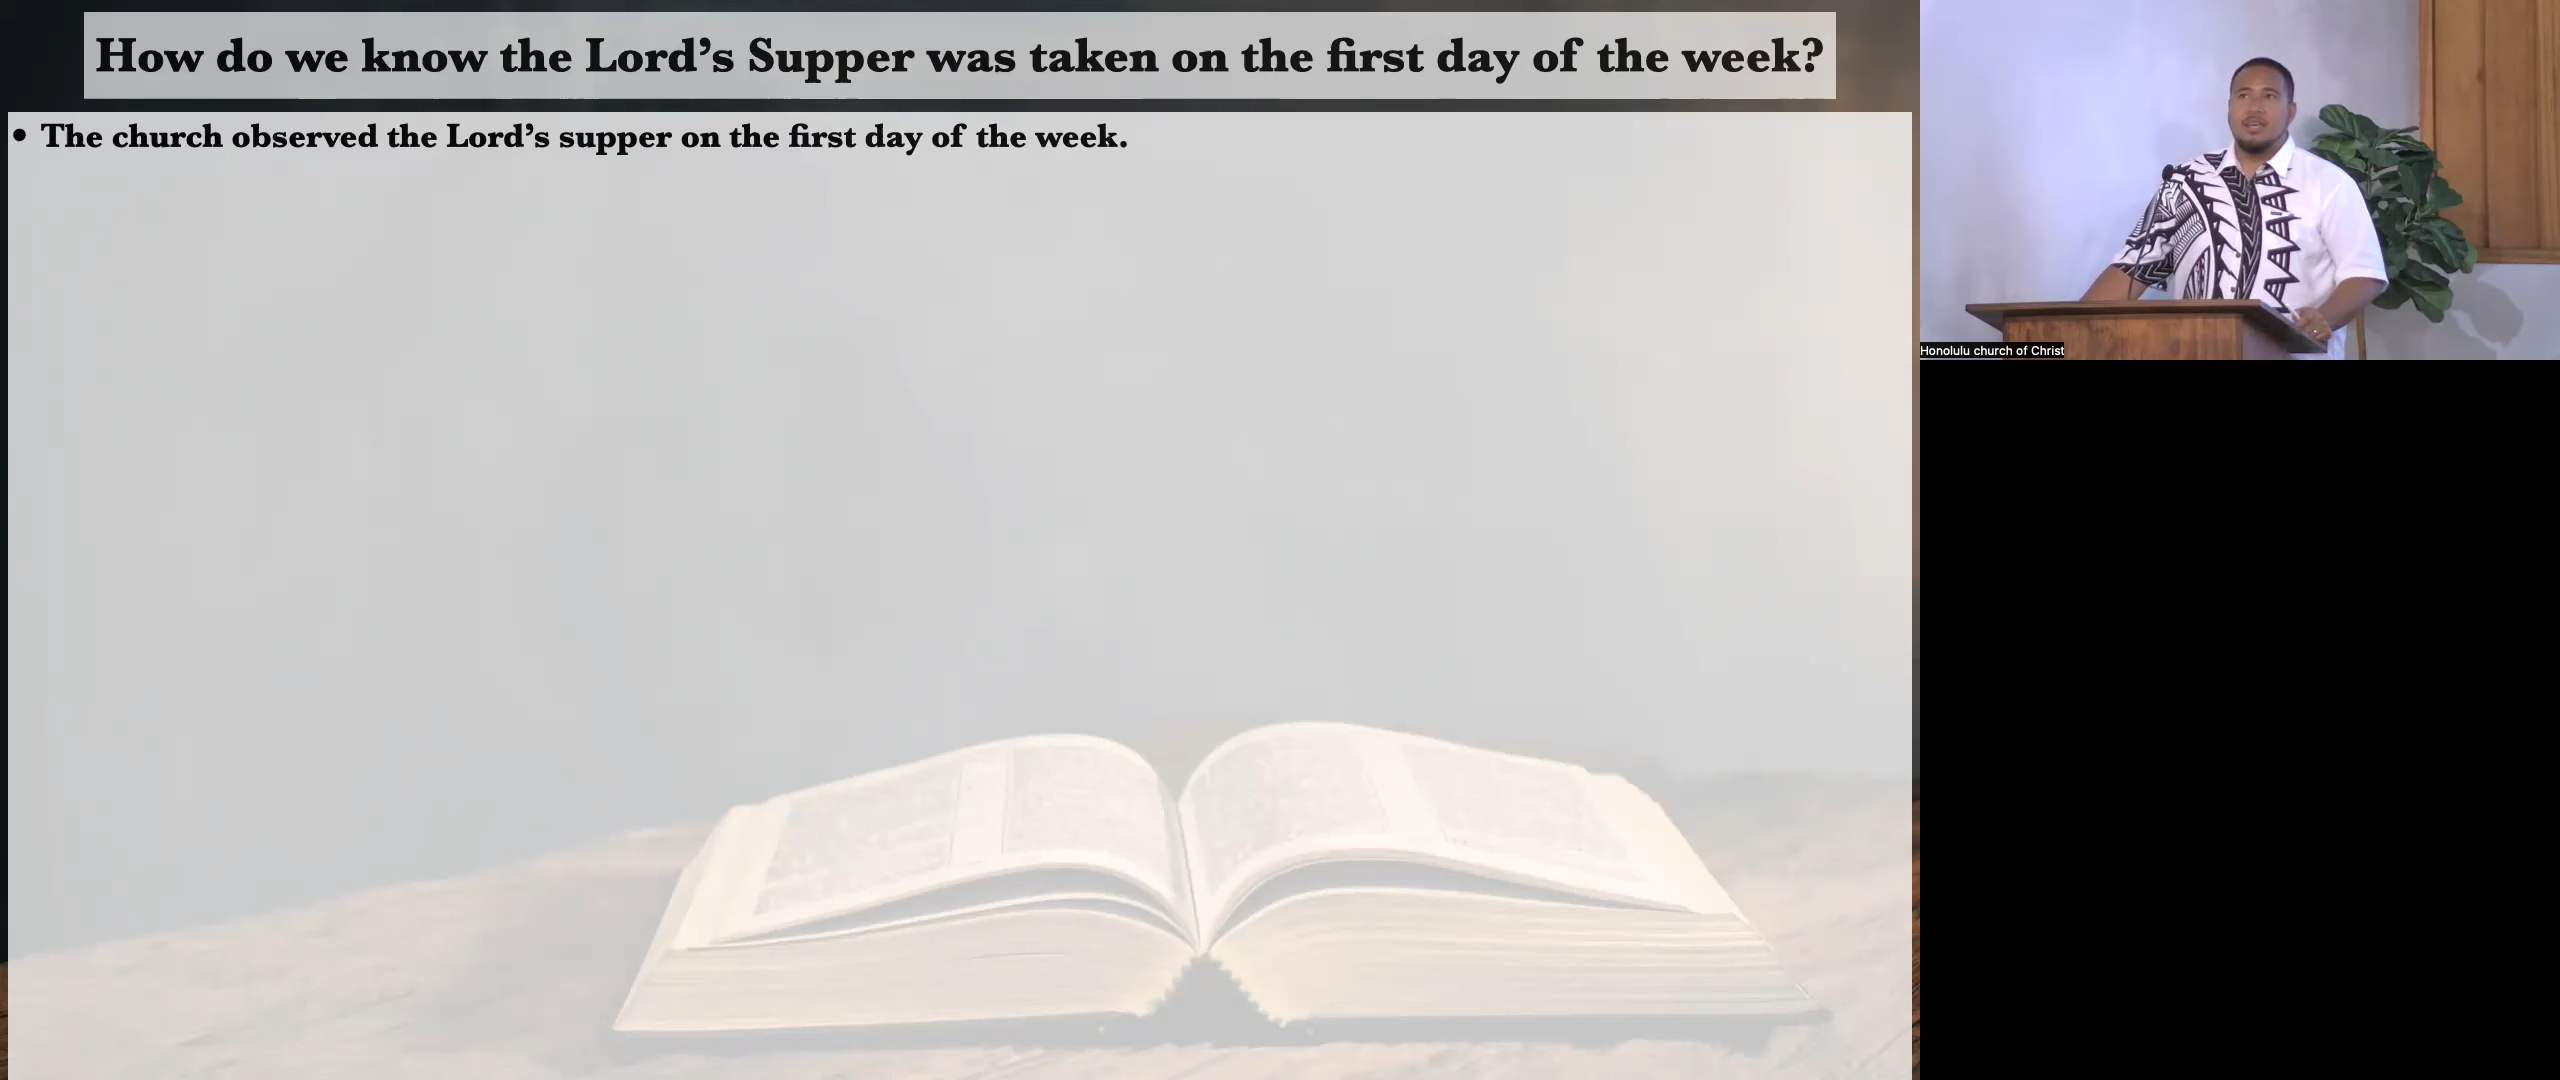 How do we know the Lord’s Supper was taken on the first day of the week?
• The church observed the Lord’s supper on the first day of the week.
Honolulu church of Christ